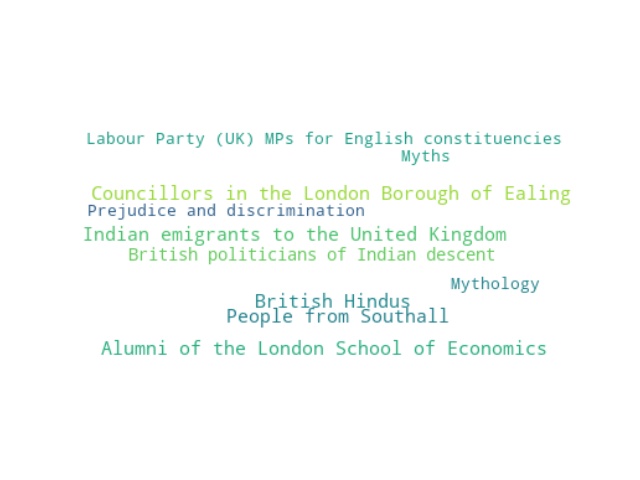 Labour Party (UK) MPs for English constituencies
Myths
Councillors in the London Borough of Ealing
Prejudice and discrimination
Indian emigrants to the United Kingdom
British politicians of Indian descent
Mythology
British Hindus
People from Southall
Alumni of the London School of Economics